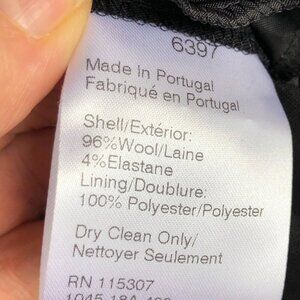 6397
Made in Portugal
Fabriqué en Portugal
Shell/Extérior:
96%Wool/Laine
4%Elastane
Lining/Doublure:
100% Polyester/Polyester
Dry Clean Only/
Nettoyer Seulement
RN 115307